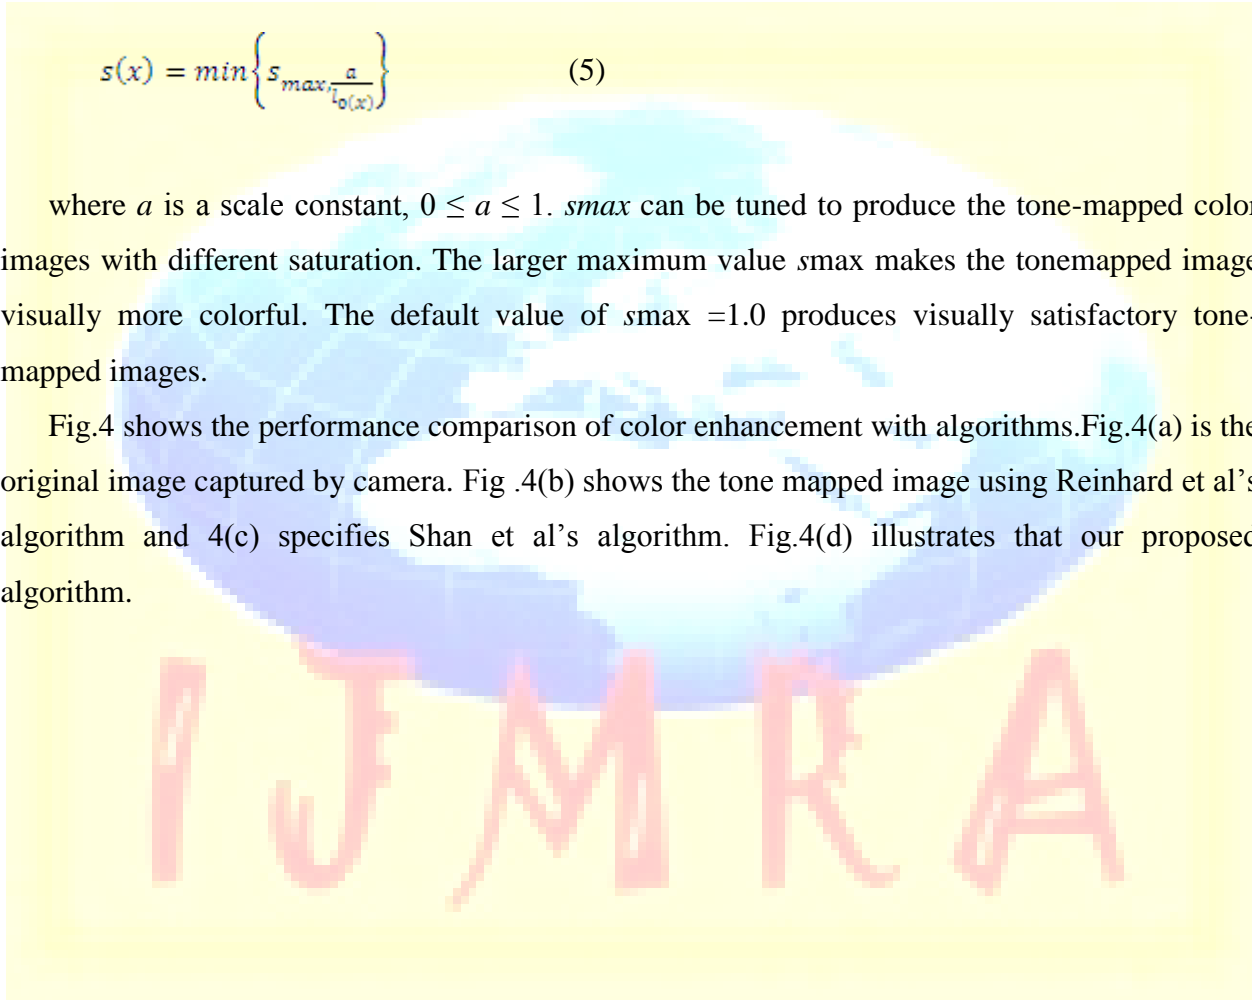 s(x) = min{s_{max, a/l_{0(x)}}} (5)
where a is a scale constant, 0 ≤ a ≤ 1. smax can be tuned to produce the tone-mapped color
images with different saturation. The larger maximum value smax makes the tonemapped image
visually more colorful. The default value of smax =1.0 produces visually satisfactory tone-
mapped images.
Fig.4 shows the performance comparison of color enhancement with algorithms.Fig.4(a) is the
original image captured by camera. Fig .4(b) shows the tone mapped image using Reinhard et al’s
algorithm and 4(c) specifies Shan et al’s algorithm. Fig.4(d) illustrates that our proposed
algorithm.
IJMRA